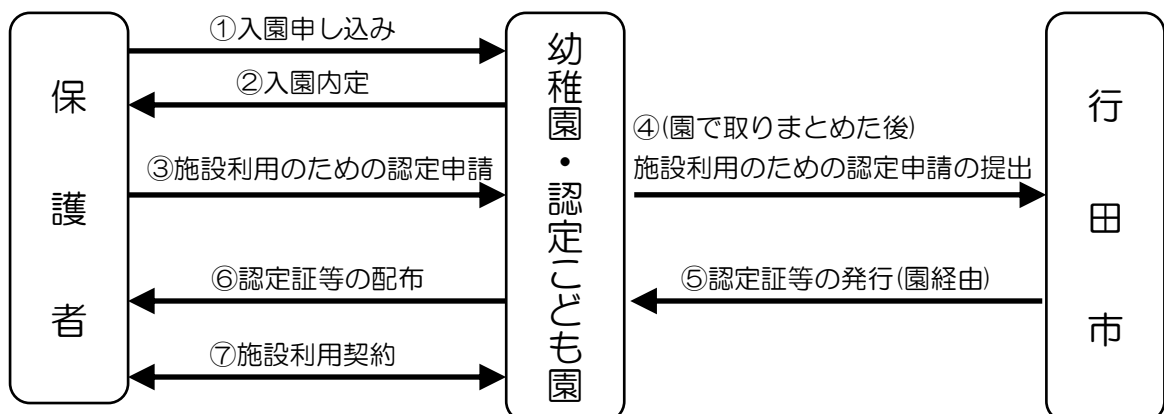 保護者
①入園申し込み
②入園内定
③施設利用のための認定申請
⑥認定証等の配布
⑦施設利用契約
幼稚園・認定こども園
④(園で取りまとめた後)
施設利用のための認定申請の提出
⑤認定証等の発行(園経由)
行田市